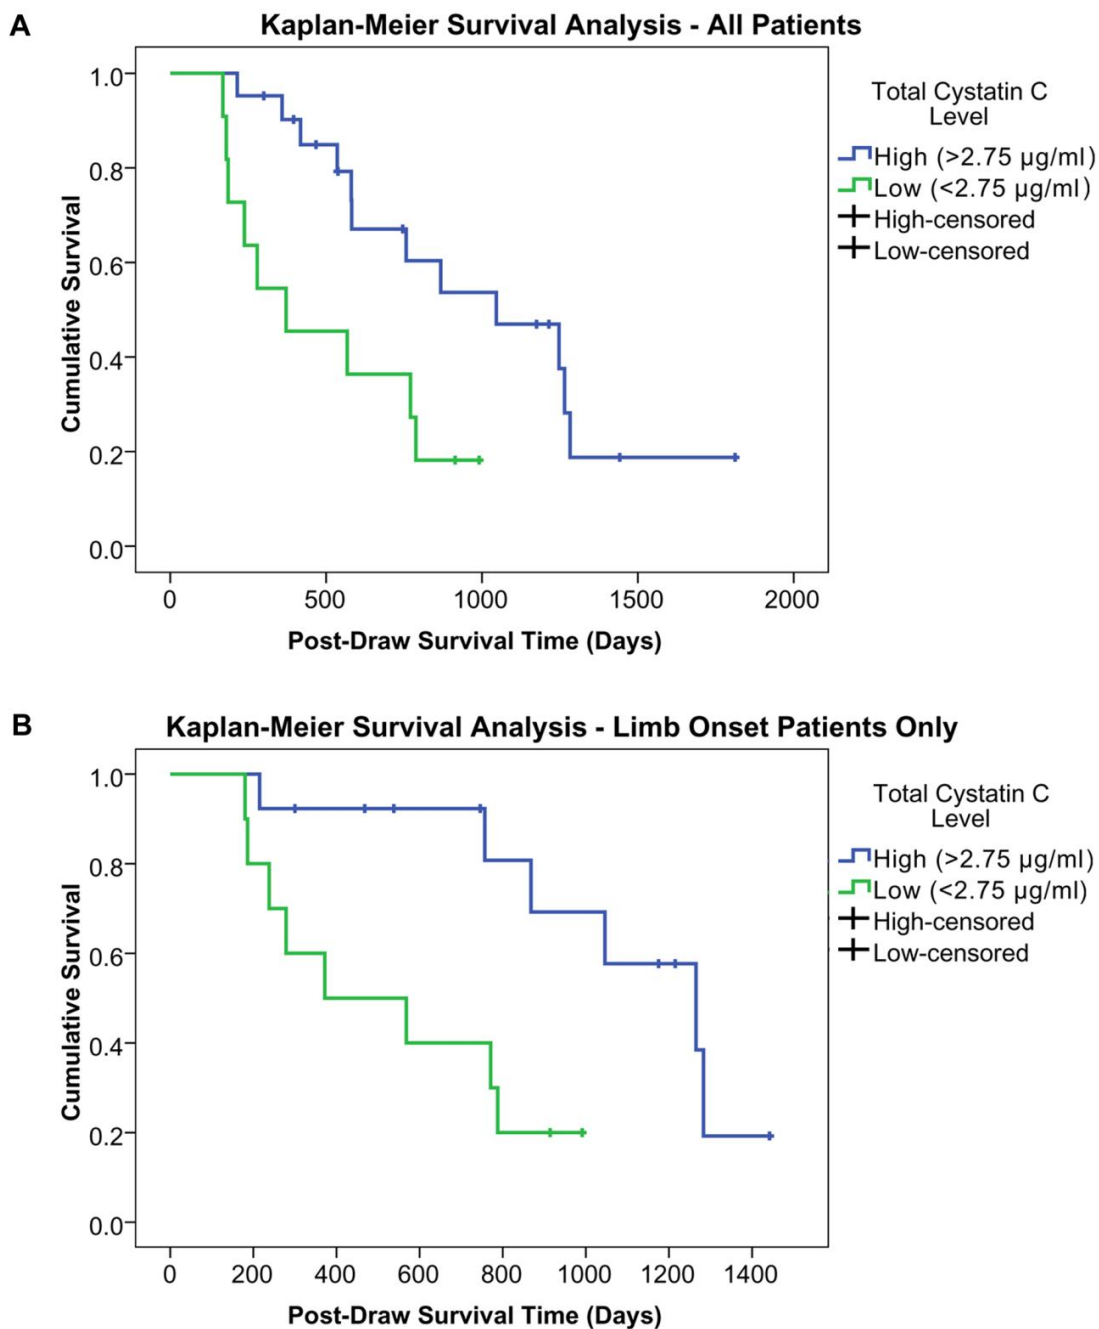 A
Kaplan-Meier Survival Analysis - All Patients
1.0
0.8
0.6
0.4
0.2
0.0
Cumulative Survival
0 500 1000 1500 2000
Post-Draw Survival Time (Days)
Total Cystatin C
Level
High (>2.75 µg/ml)
Low (<2.75 µg/ml)
High-censored
Low-censored
B
Kaplan-Meier Survival Analysis - Limb Onset Patients Only
1.0
0.8
0.6
0.4
0.2
0.0
Cumulative Survival
0 200 400 600 800 1000 1200 1400
Post-Draw Survival Time (Days)
Total Cystatin C
Level
High (>2.75 µg/ml)
Low (<2.75 µg/ml)
High-censored
Low-censored